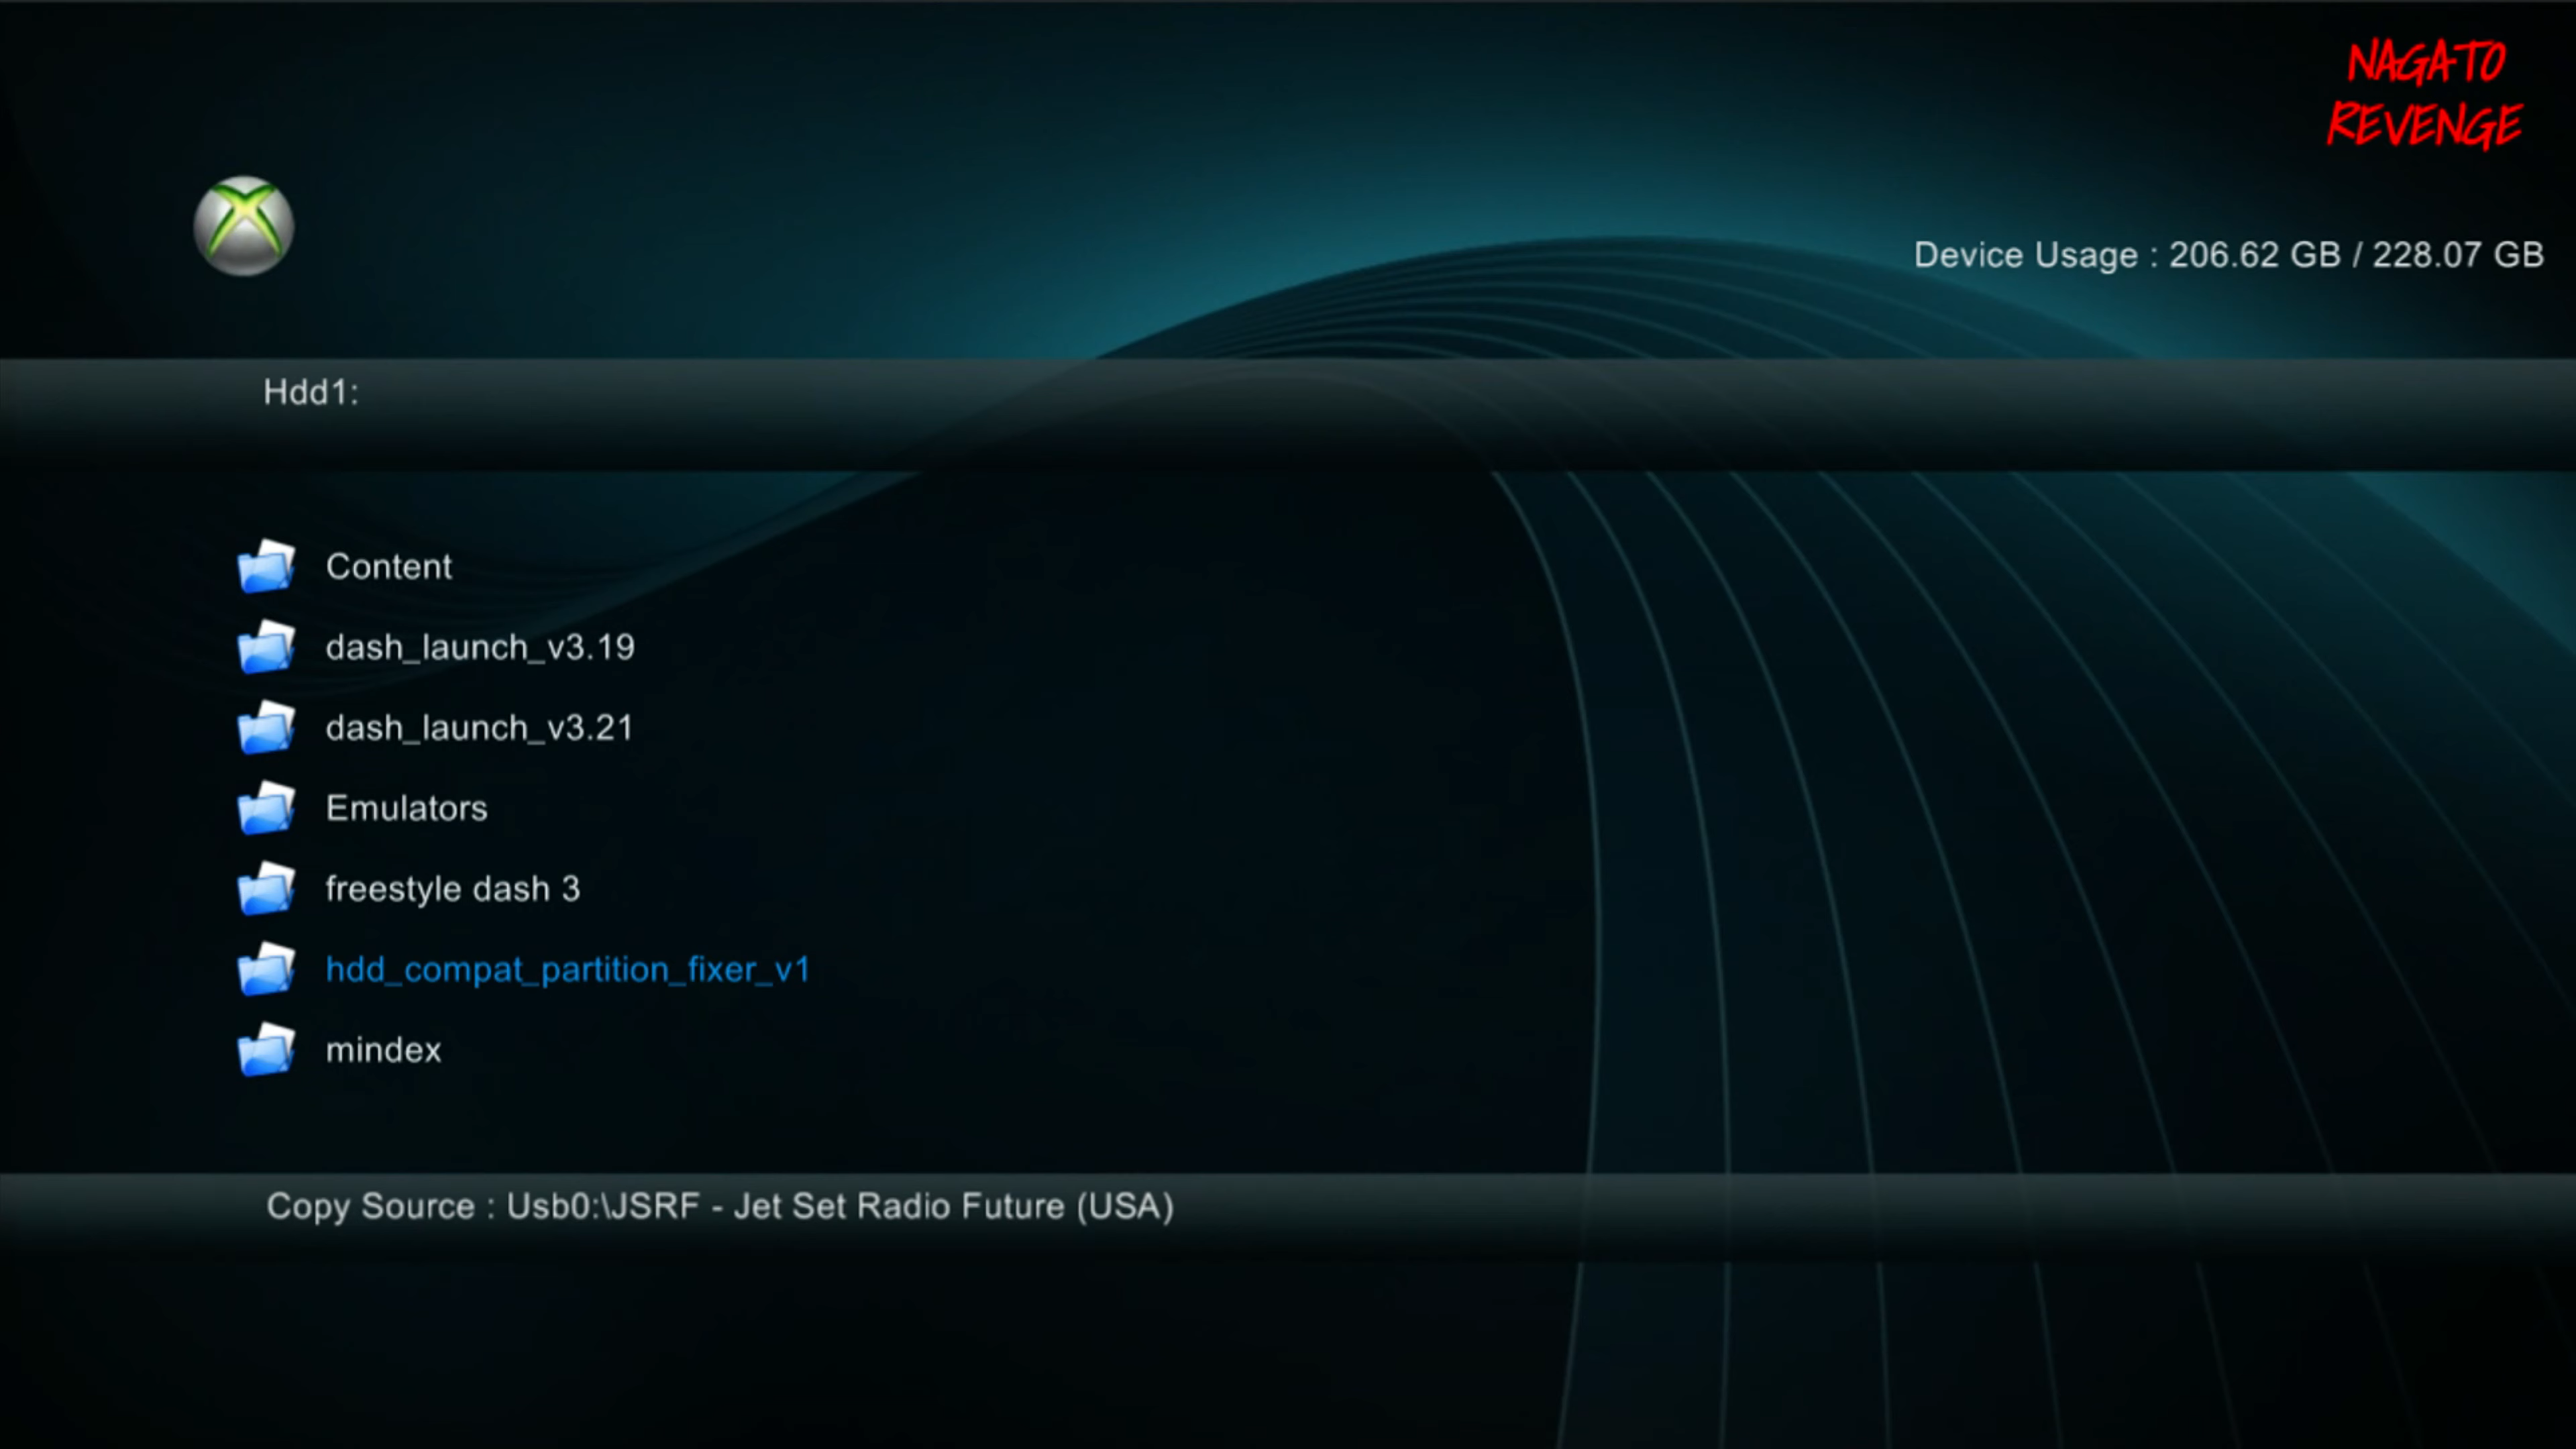 NAGATO
REVENGE
Device Usage : 206.62 GB / 228.07 GB
Hdd1:
Content
dash_launch_v3.19
dash_launch_v3.21
Emulators
freestyle dash 3
hdd_compat_partition_fixer_v1
mindex
Copy Source : Usb0:\JSRF - Jet Set Radio Future (USA)